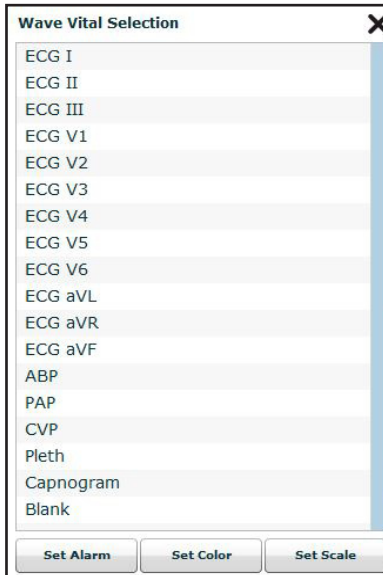 Wave Vital Selection
ECG I
ECG II
ECG III
ECG V1
ECG V2
ECG V3
ECG V4
ECG V5
ECG V6
ECG aVL
ECG aVR
ECG aVF
ABP
PAP
CVP
Pleth
Capnogram
Blank
Set Alarm Set Color Set Scale